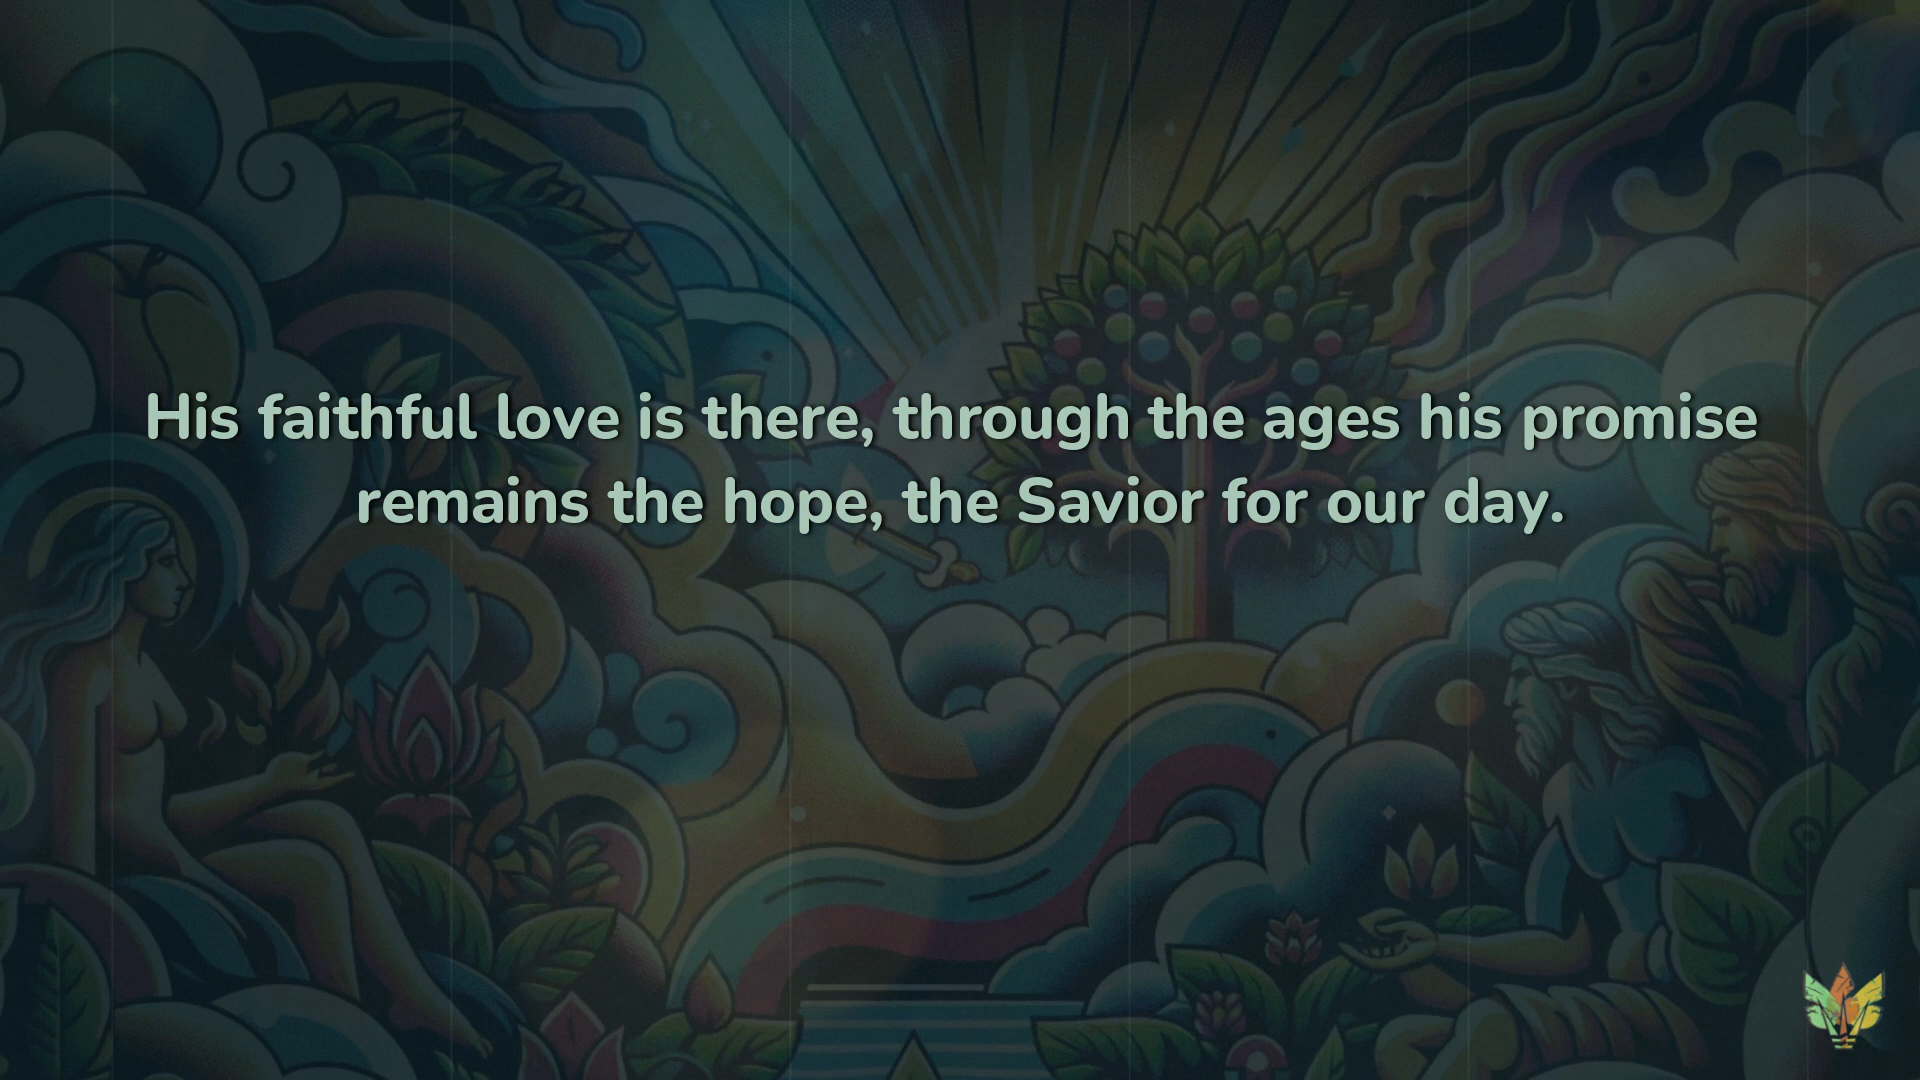 His faithful love is there, through the ages his promise
remains the hope, the Savior for our day.